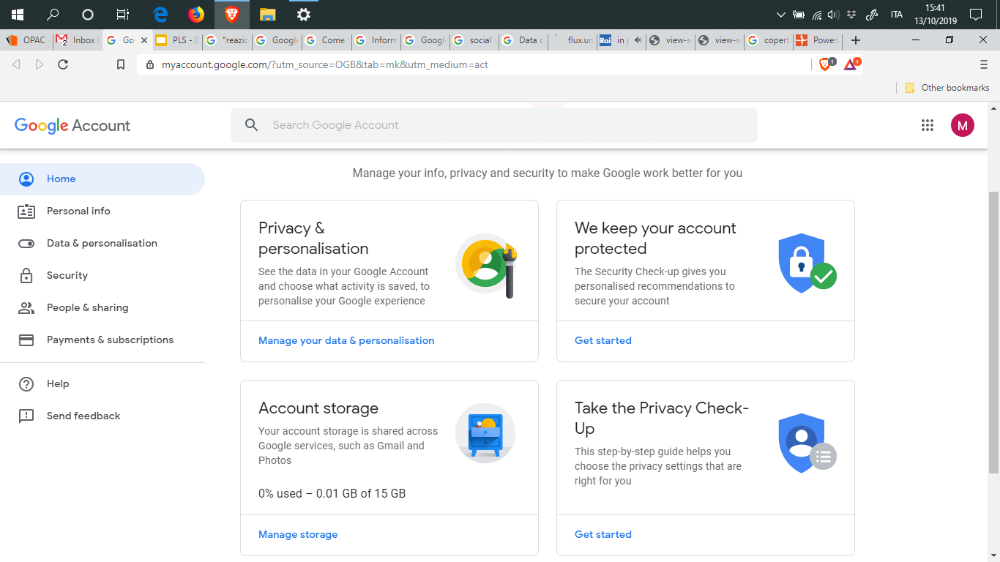 15:41
ITA
13/10/2019
OPAC
2
Inbox
Go
PLS - G
"reazio
Google
Come
Inform
Google
social
Data c
flux.un
Rai
in p
view-s
view-s
copert
Power
myaccount.google.com/?utm_source=OGB&tab=mk&utm_medium=act
1
1
Other bookmarks
Google Account
Search Google Account
M
Home
Personal info
Data & personalisation
Security
People & sharing
Payments & subscriptions
Help
Send feedback
Manage your info, privacy and security to make Google work better for you
Privacy &
personalisation
See the data in your Google Account
and choose what activity is saved, to
personalise your Google experience
Manage your data & personalisation
We keep your account
protected
The Security Check-up gives you
personalised recommendations to
secure your account
Get started
Account storage
Your account storage is shared across
Google services, such as Gmail and
Photos
0% used – 0.01 GB of 15 GB
Manage storage
Take the Privacy Check-
Up
This step-by-step guide helps you
choose the privacy settings that are
right for you
Get started